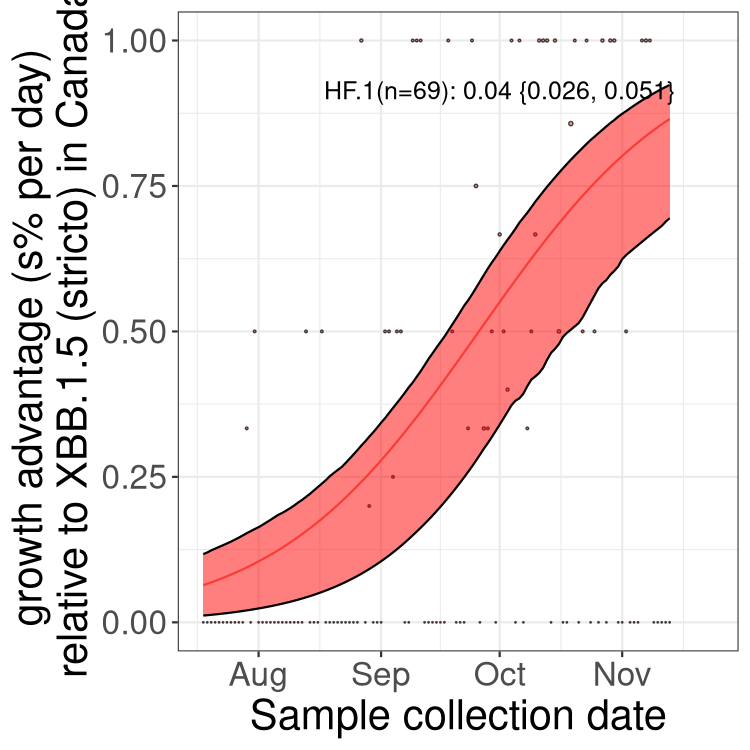 growth advantage (s% per day)
relative to XBB.1.5 (stricto) in Canada
1.00
0.75
0.50
0.25
0.00
HF.1(n=69): 0.04 {0.026, 0.051}
Aug Sep Oct Nov
Sample collection date